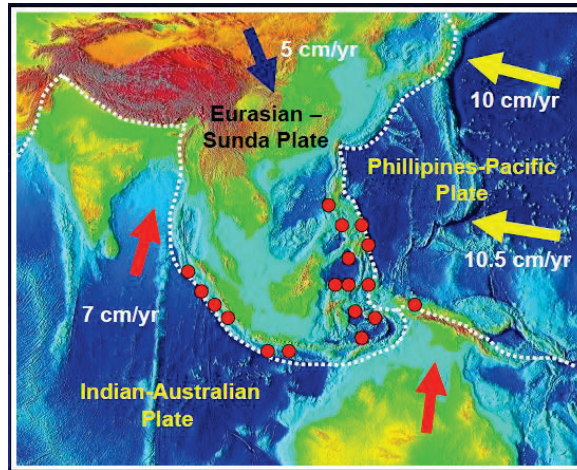 5 cm/yr
10 cm/yr
Eurasian –
Sunda Plate
Phillipines-Pacific
Plate
10.5 cm/yr
7 cm/yr
Indian-Australian
Plate